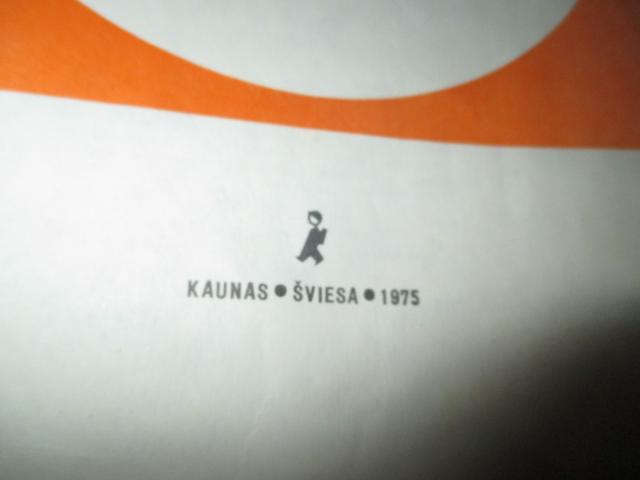 KAUNAS ● ŠVIESA ● 1975